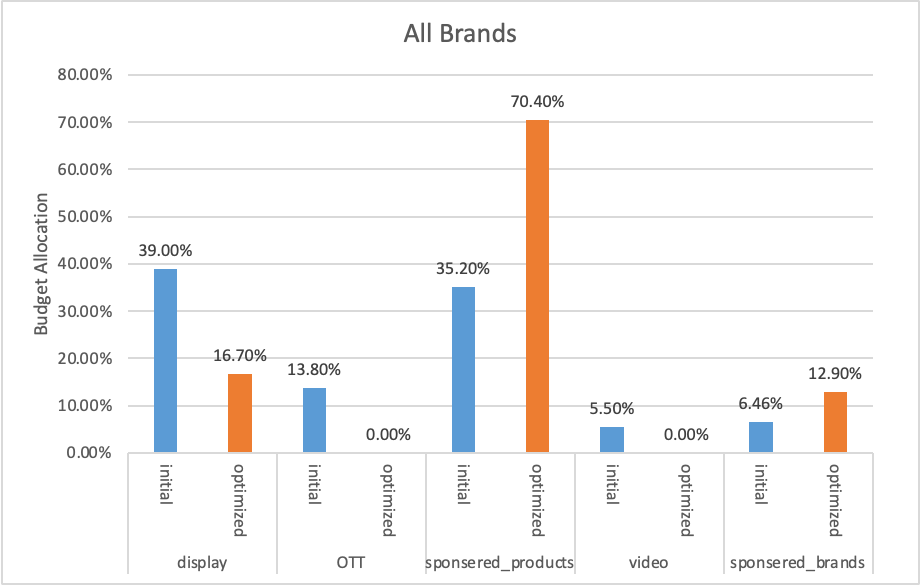 All Brands
Budget Allocation
80.00%
70.00%
60.00%
50.00%
40.00%
30.00%
20.00%
10.00%
0.00%
39.00%
16.70%
13.80%
0.00%
35.20%
70.40%
5.50%
0.00%
6.46%
12.90%
initial
optimized
initial
optimized
initial
optimized
initial
optimized
initial
optimized
display
OTT
sponsered_products
video
sponsered_brands